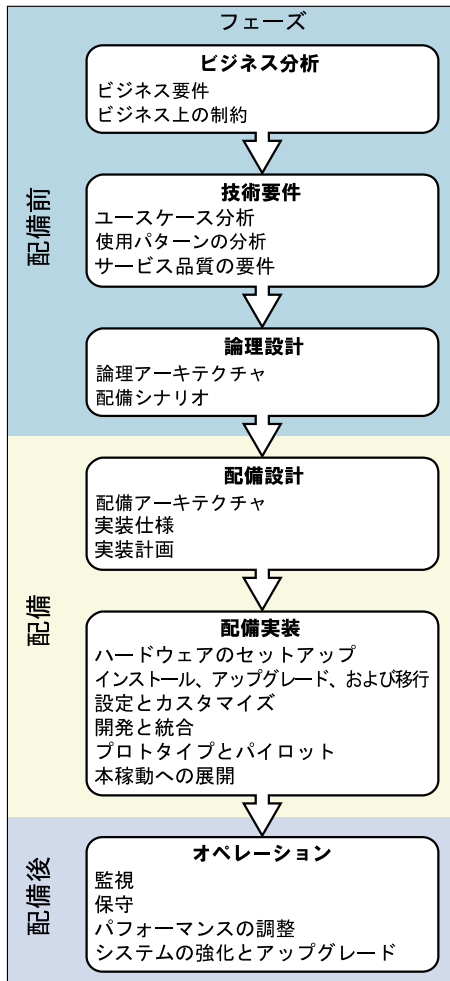 フェーズ
配備前
ビジネス分析
ビジネス要件
ビジネス上の制約
技術要件
ユースケース分析
使用パターンの分析
サービス品質の要件
論理設計
論理アーキテクチャ
配備シナリオ
配備
配備設計
配備アーキテクチャ
実装仕様
実装計画
配備実装
ハードウェアのセットアップ
インストール、アップグレード、および移行
設定とカスタマイズ
開発と統合
プロトタイプとパイロット
本稼動への展開
配備後
オペレーション
監視
保守
パフォーマンスの調整
システムの強化とアップグレード